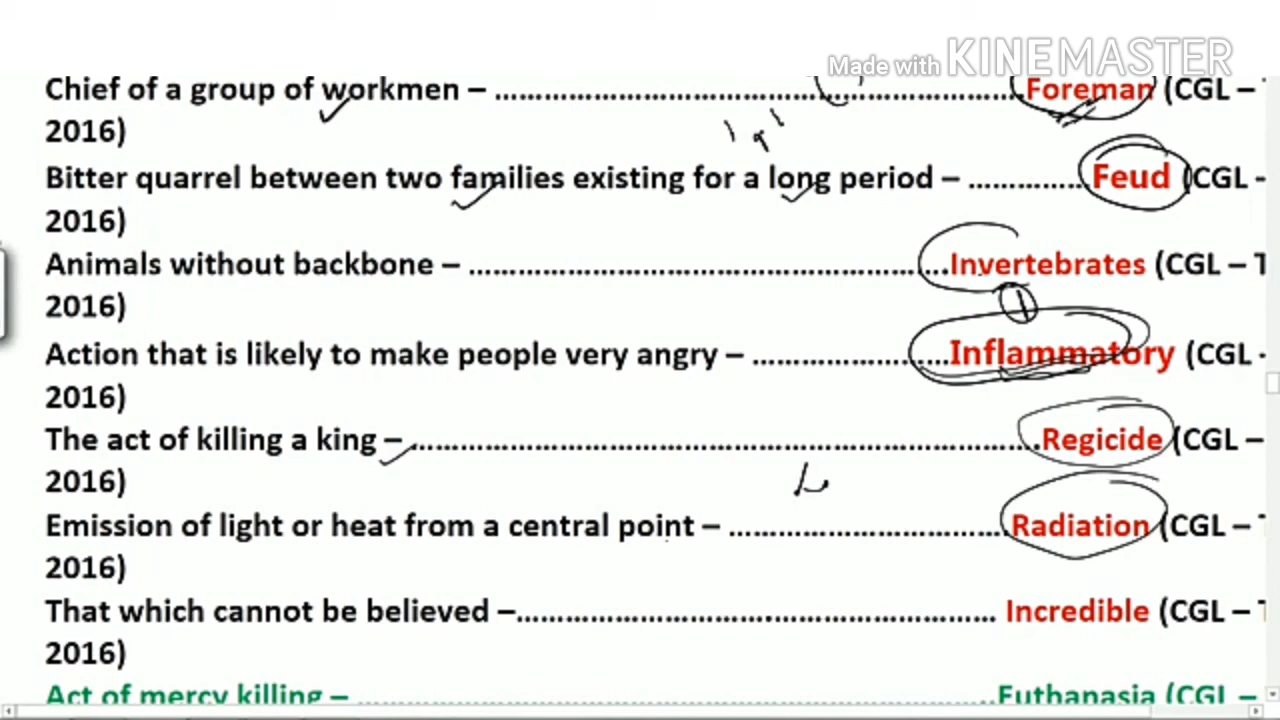 Made with KINEMASTER
Chief of a group of workmen – ........................................................................ Foreman (CGL –
2016)
Bitter quarrel between two families existing for a long period – ............... Feud (CGL –
2016)
Animals without backbone – ................................................................ Invertebrates (CGL – T
2016)
Action that is likely to make people very angry – .......................... Inflammatory (CGL -
2016)
The act of killing a king – ................................................................ Regicide (CGL –
2016)
Emission of light or heat from a central point – .................................. Radiation (CGL – T
2016)
That which cannot be believed –........................................................ Incredible (CGL – T
2016)
Act of mercy killing – ........................................................................ Euthanasia (CGL –